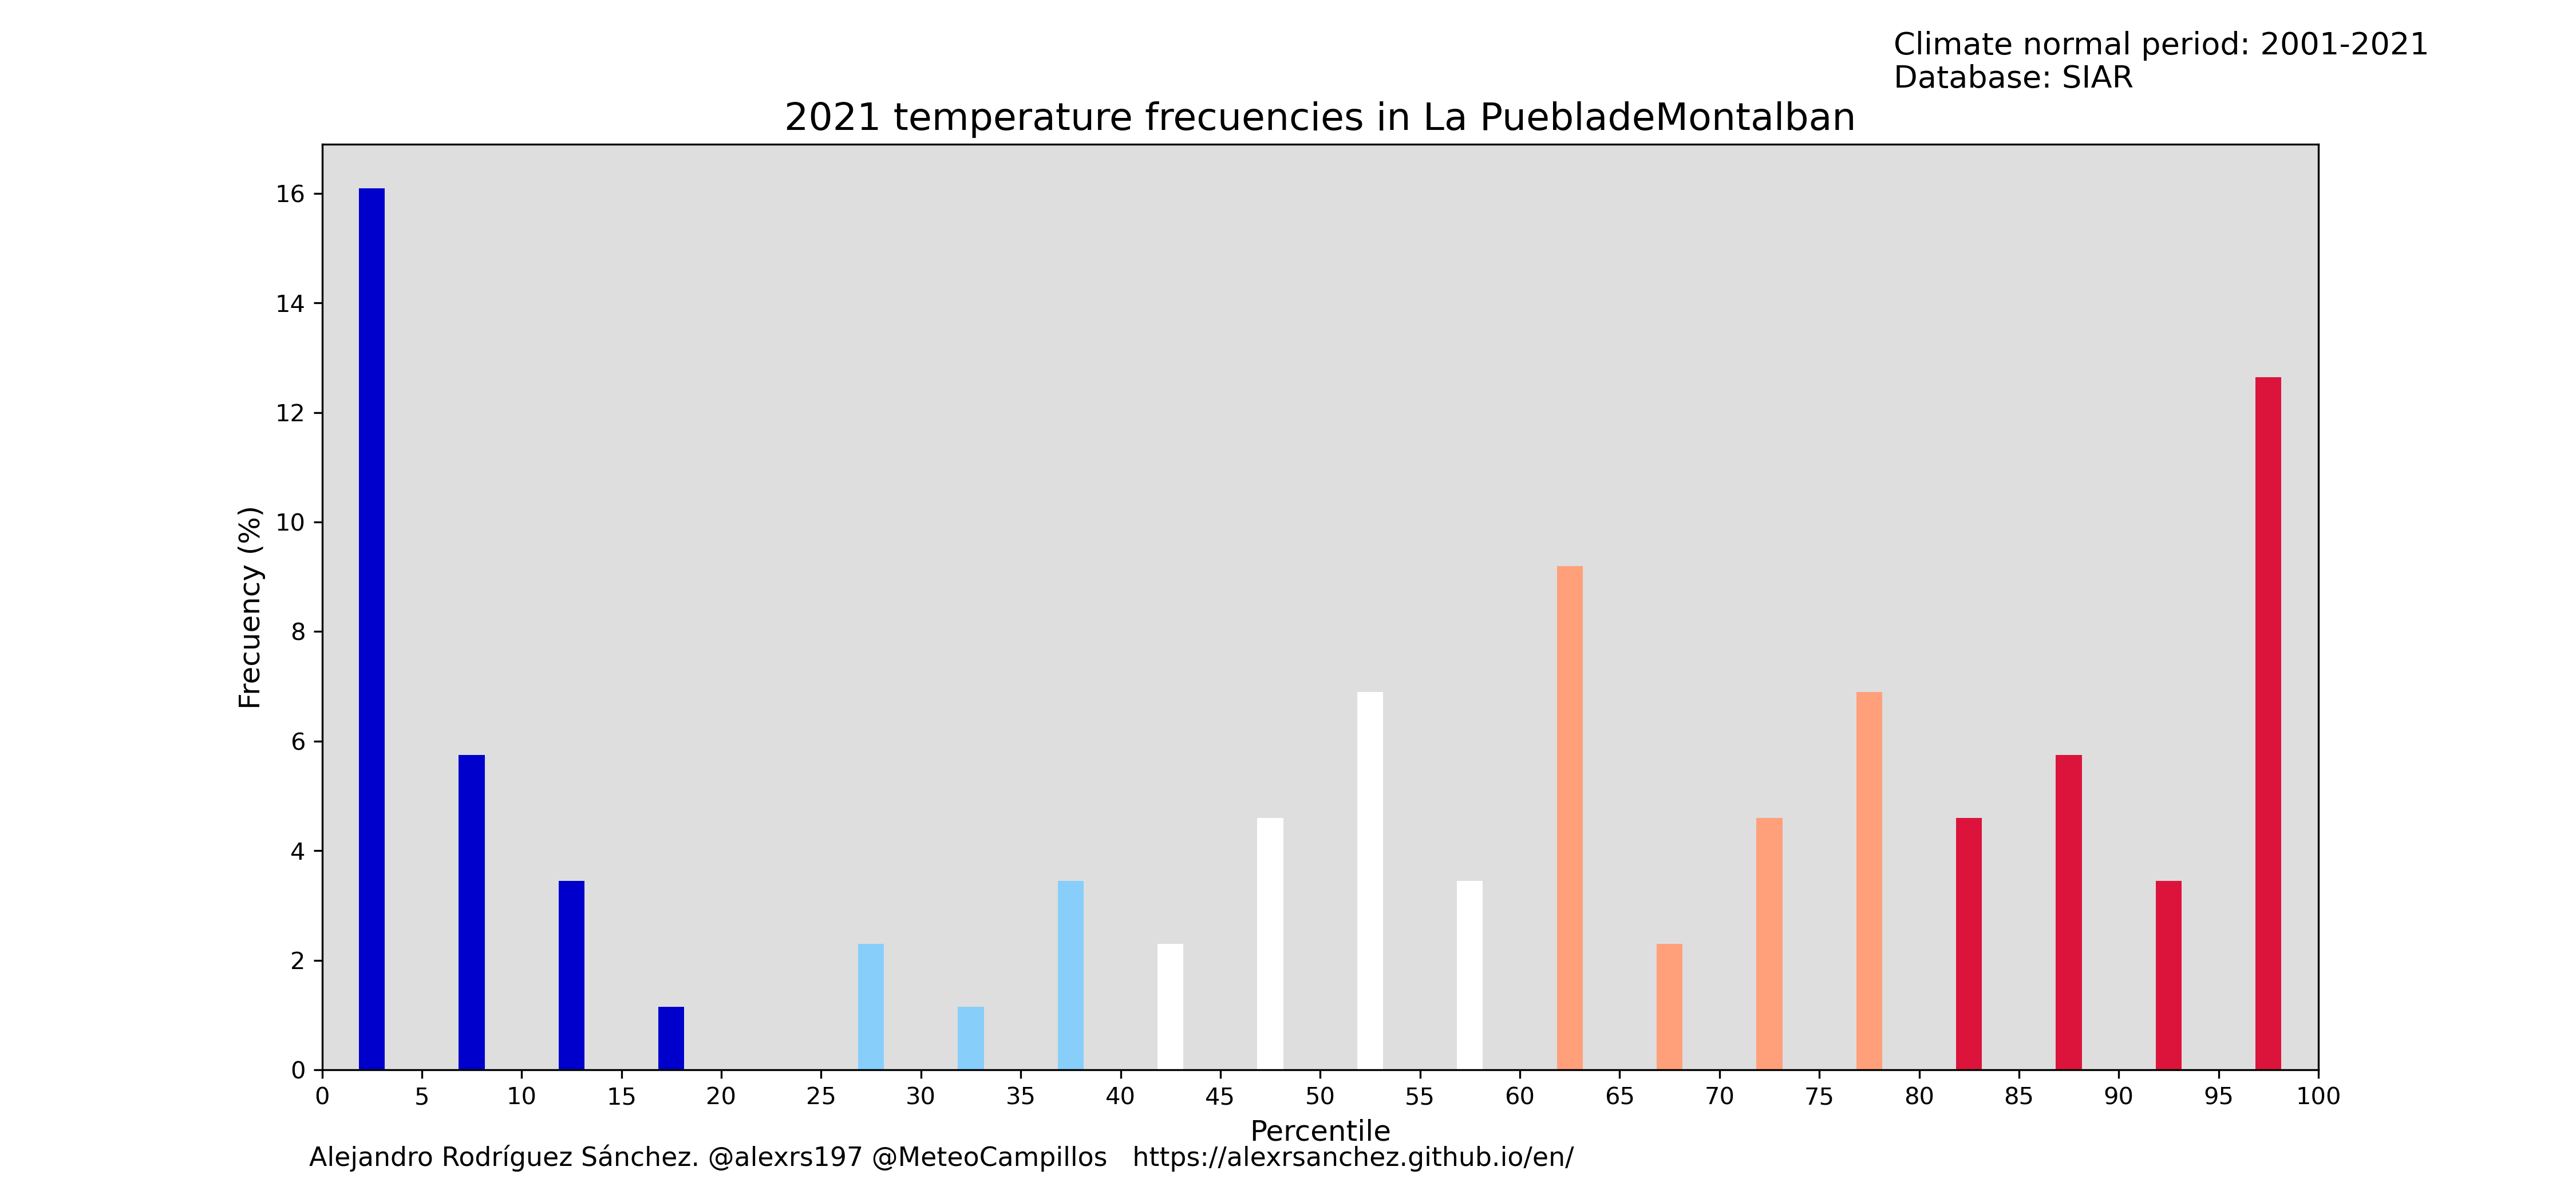 Climate normal period: 2001-2021
Database: SIAR
2021 temperature frecuencies in La PuebladeMontalban
Frecuency (%)
16
14
12
10
8
6
4
2
0
0 5 10 15 20 25 30 35 40 45 50 55 60 65 70 75 80 85 90 95 100
Percentile
Alejandro Rodríguez Sánchez. @alexrs197 @MeteoCampillos https://alexrsanchez.github.io/en/